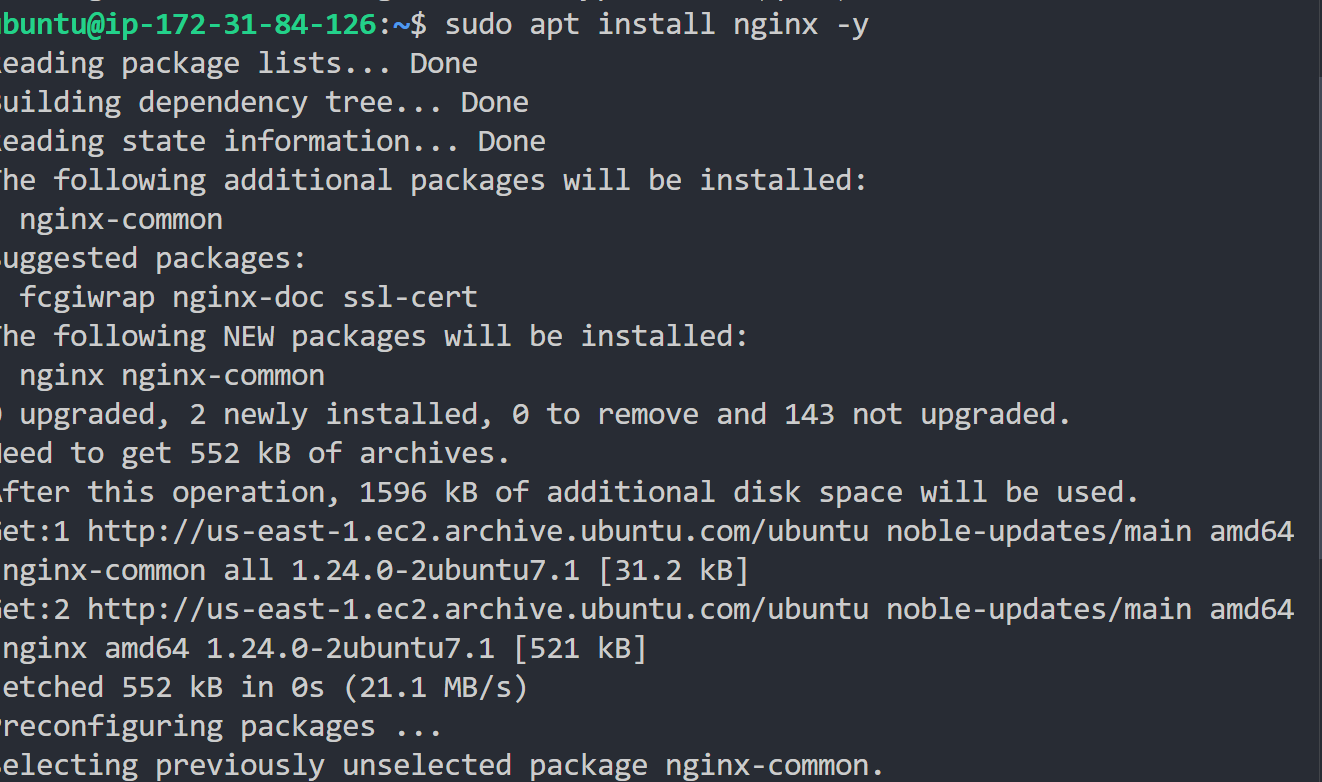 ubuntu@ip-172-31-84-126:~$ sudo apt install nginx -y
Reading package lists... Done
Building dependency tree... Done
Reading state information... Done
The following additional packages will be installed:
  nginx-common
Suggested packages:
  fcgiwrap nginx-doc ssl-cert
The following NEW packages will be installed:
  nginx nginx-common
0 upgraded, 2 newly installed, 0 to remove and 143 not upgraded.
Need to get 552 kB of archives.
After this operation, 1596 kB of additional disk space will be used.
Get:1 http://us-east-1.ec2.archive.ubuntu.com/ubuntu noble-updates/main amd64
nginx-common all 1.24.0-2ubuntu7.1 [31.2 kB]
Get:2 http://us-east-1.ec2.archive.ubuntu.com/ubuntu noble-updates/main amd64
nginx amd64 1.24.0-2ubuntu7.1 [521 kB]
Fetched 552 kB in 0s (21.1 MB/s)
Preconfiguring packages ...
Selecting previously unselected package nginx-common.